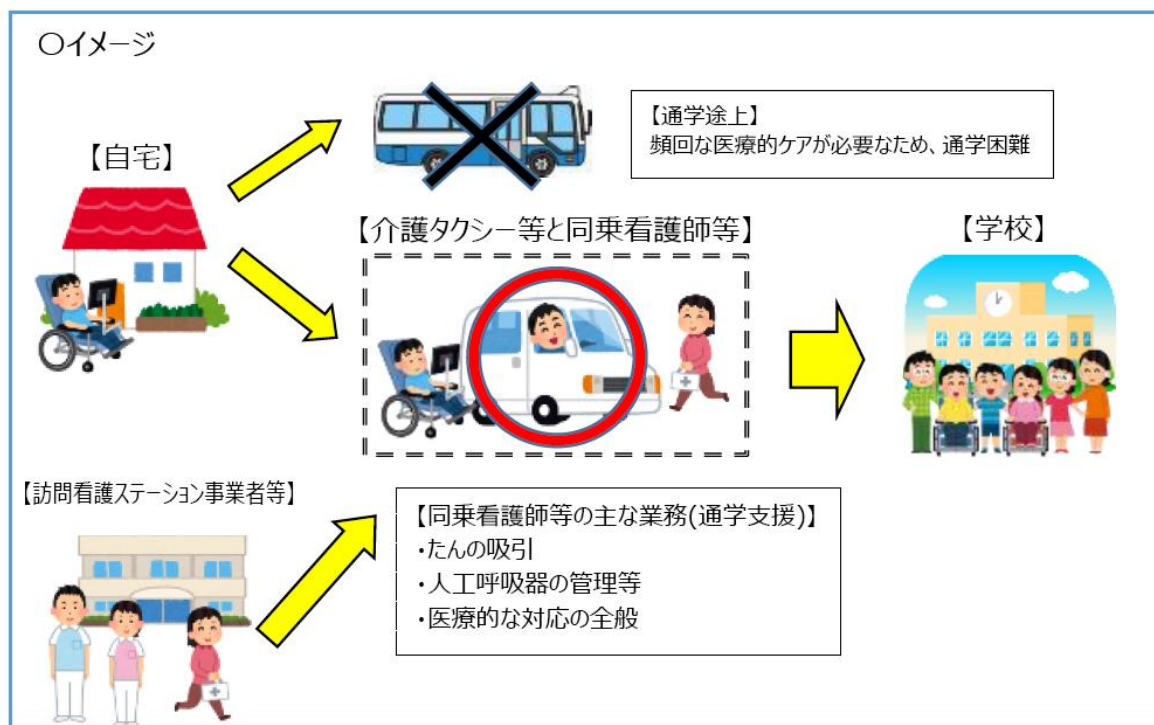 〇イメージ
【通学途上】
頻回な医療的ケアが必要なため、通学困難
【自宅】
【介護タクシー等と同乗看護師等】
【学校】
【訪問看護ステーション事業者等】
【同乗看護師等の主な業務(通学支援)】
・たんの吸引
・人工呼吸器の管理等
・医療的な対応の全般